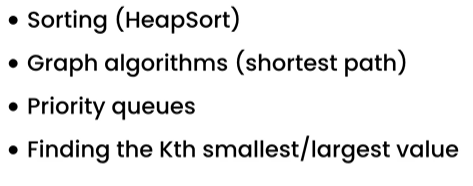 • Sorting (HeapSort)
• Graph algorithms (shortest path)
• Priority queues
• Finding the Kth smallest/largest value